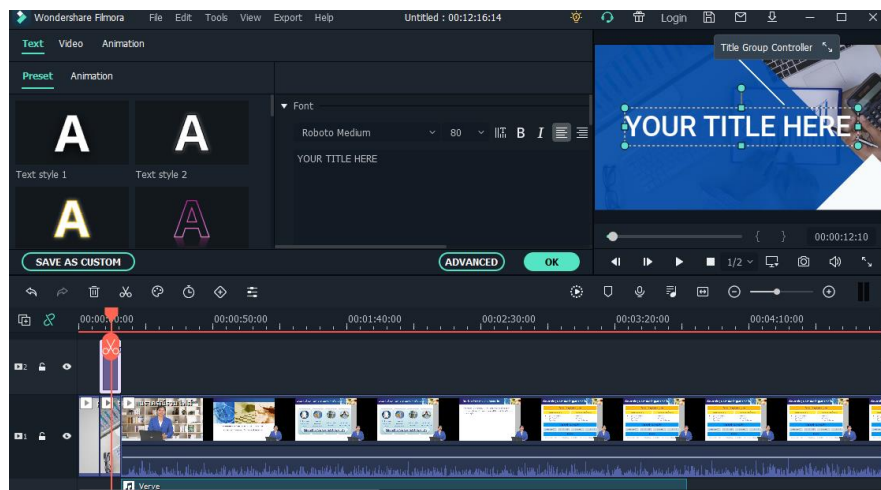 Wondershare Filmora File Edit Tools View Export Help Untitled : 00:12:16:14 Login
Text Video Animation
Preset Animation
Text style 1 Text style 2
SAVE AS CUSTOM
Font
Roboto Medium 80 B I
YOUR TITLE HERE
ADVANCED OK
Title Group Controller
YOUR TITLE HERE
{ } 00:00:12:10
1/2
00:00:50:00 00:01:40:00 00:02:30:00 00:03:20:00 00:04:10:00
2
1
Verve